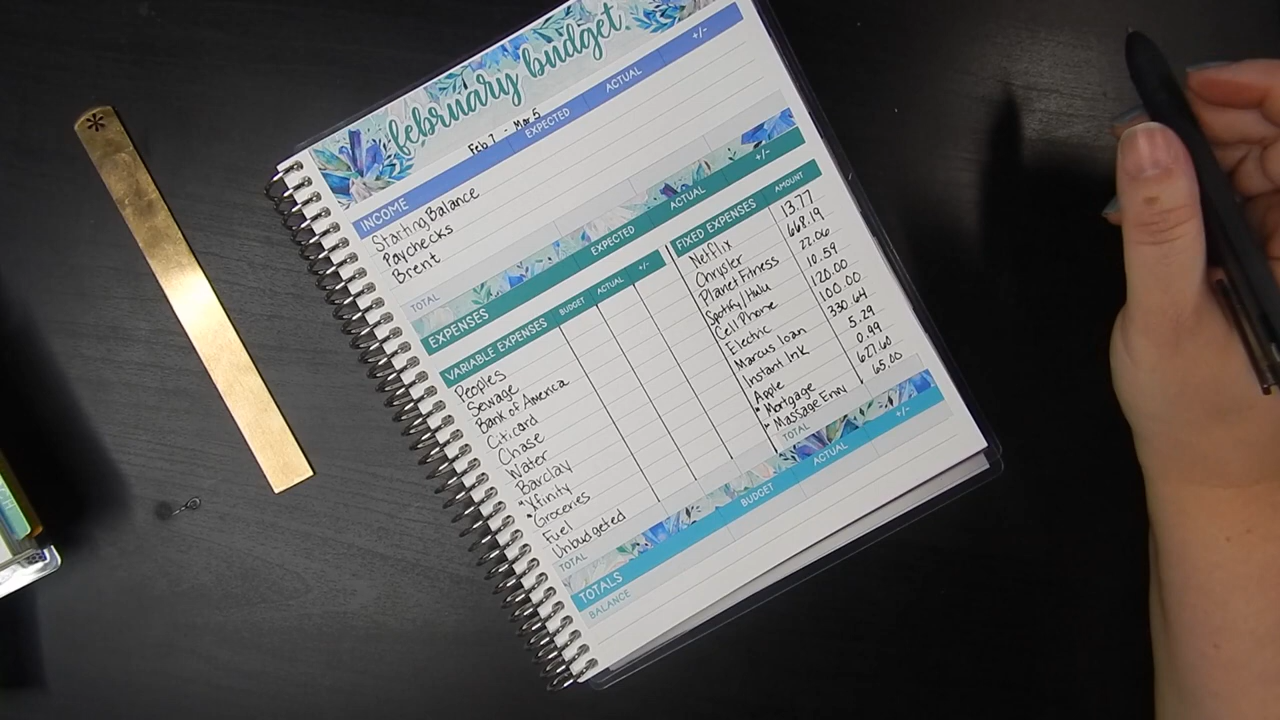 february budget
Feb 7 - Mar 5
INCOME EXPECTED ACTUAL +/-
Starting Balance
Paychecks
Brent
TOTAL
EXPENSES EXPECTED ACTUAL +/-
VARIABLE EXPENSES BUDGET ACTUAL +/-
Peoples
Sewage
Bank of America
Citicard
Chase
Water
Barclay
*Xfinity
*Groceries
Fuel
Unbudgeted
TOTAL
FIXED EXPENSES AMOUNT
Netflix 13.77
Chrysler 668.19
Planet Fitness 22.06
Spotify/Hulu 10.59
Cell Phone 120.00
Electric 100.00
Marcus loan 330.64
Instant Ink 5.29
Apple 0.99
*Mortgage 627.60
*Massage Envy 65.00
TOTAL
TOTALS BUDGET ACTUAL +/-
BALANCE